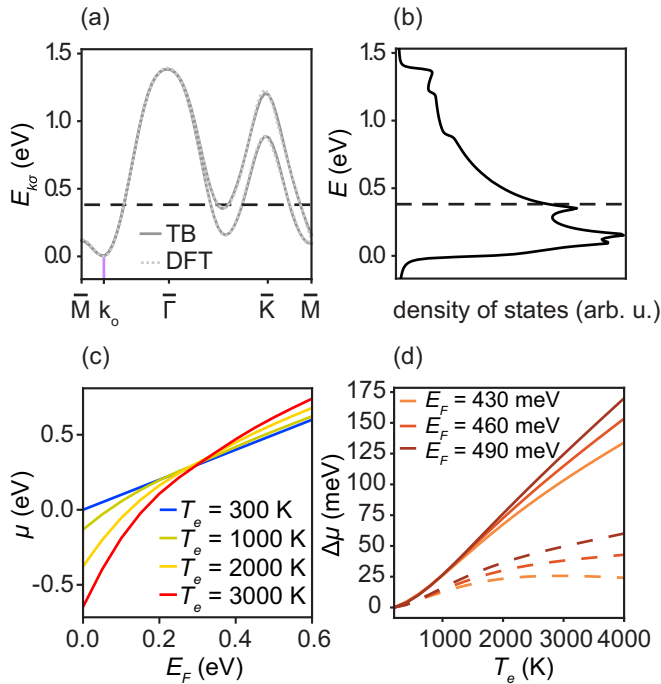 (a)
(b)
1.5
1.0
0.5
0.0
E_{kσ} (eV)
TB
DFT
M̅ k_o Γ̅ K̅ M̅
1.5
1.0
0.5
0.0
E (eV)
density of states (arb. u.)
(c)
(d)
0.5
0.0
-0.5
μ (eV)
T_e = 300 K
T_e = 1000 K
T_e = 2000 K
T_e = 3000 K
0.0 0.2 0.4 0.6
E_F (eV)
175
150
125
100
75
50
25
0
Δμ (meV)
E_F = 430 meV
E_F = 460 meV
E_F = 490 meV
1000 2000 3000 4000
T_e (K)